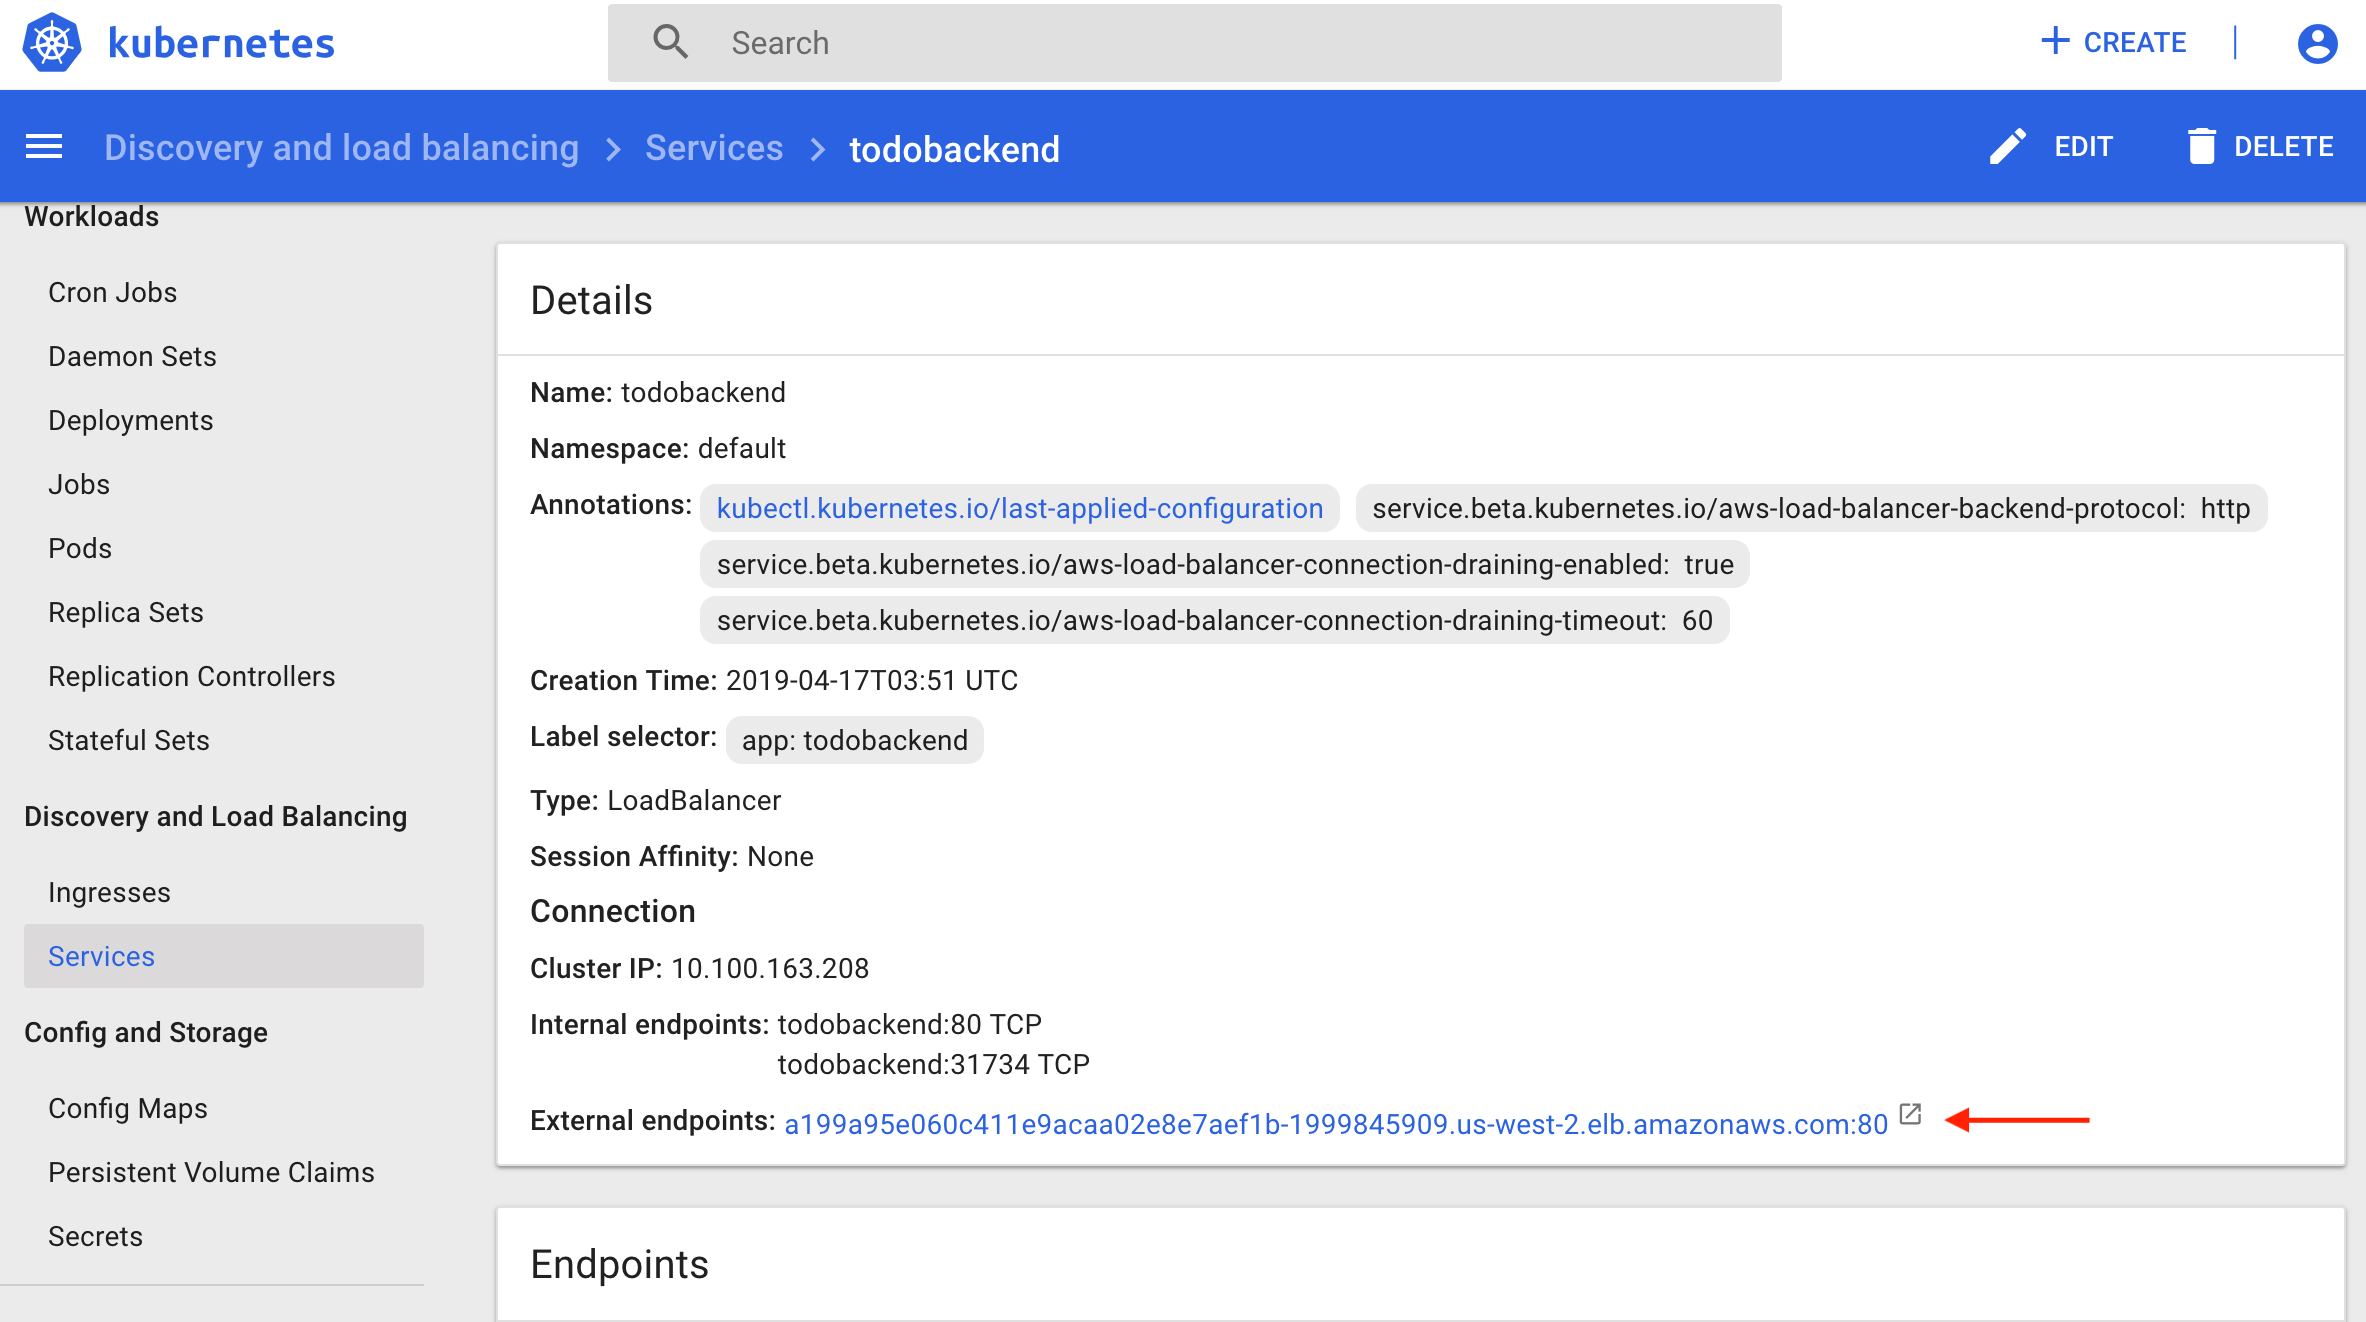 kubernetes
Search
CREATE
Discovery and load balancing > Services > todobackend
EDIT
DELETE
Workloads
Cron Jobs
Daemon Sets
Deployments
Jobs
Pods
Replica Sets
Replication Controllers
Stateful Sets
Discovery and Load Balancing
Ingresses
Services
Config and Storage
Config Maps
Persistent Volume Claims
Secrets
Details
Name: todobackend
Namespace: default
Annotations: kubectl.kubernetes.io/last-applied-configuration service.beta.kubernetes.io/aws-load-balancer-backend-protocol: http
service.beta.kubernetes.io/aws-load-balancer-connection-draining-enabled: true
service.beta.kubernetes.io/aws-load-balancer-connection-draining-timeout: 60
Creation Time: 2019-04-17T03:51 UTC
Label selector: app: todobackend
Type: LoadBalancer
Session Affinity: None
Connection
Cluster IP: 10.100.163.208
Internal endpoints: todobackend:80 TCP
todobackend:31734 TCP
External endpoints: a199a95e060c411e9acaa02e8e7aef1b-1999845909.us-west-2.elb.amazonaws.com:80
Endpoints